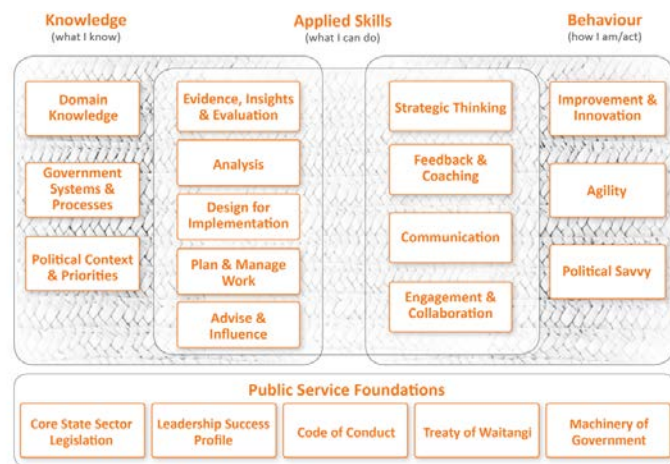 Knowledge
(what I know)
Applied Skills
(what I can do)
Behaviour
(how I am/act)
Domain
Knowledge
Government
Systems &
Processes
Political Context
& Priorities
Evidence, Insights
& Evaluation
Analysis
Design for
Implementation
Plan & Manage
Work
Advise &
Influence
Strategic Thinking
Feedback &
Coaching
Communication
Engagement &
Collaboration
Improvement &
Innovation
Agility
Political Savvy
Public Service Foundations
Core State Sector
Legislation
Leadership Success
Profile
Code of Conduct
Treaty of Waitangi
Machinery of
Government